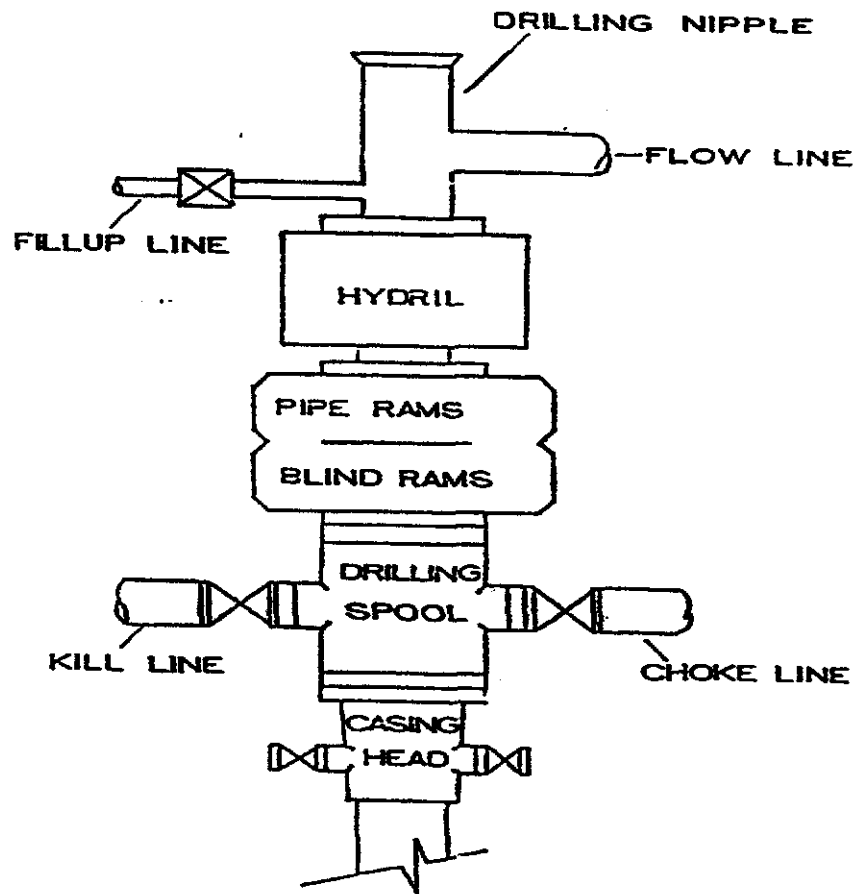 DRILLING NIPPLE
FLOW LINE
FILLUP LINE
HYDRIL
PIPE RAMS
BLIND RAMS
DRILLING
SPOOL
KILL LINE
CHOKE LINE
CASING
HEAD